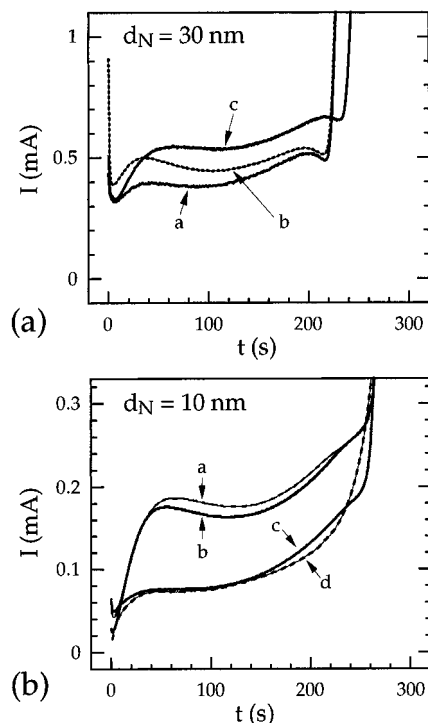 d_N = 30 nm
1
0.5
0
I (mA)
c
b
a
0 100 200 300
t (s)
(a)
d_N = 10 nm
0.3
0.2
0.1
0
I (mA)
a
b
c
d
0 100 200 300
t (s)
(b)